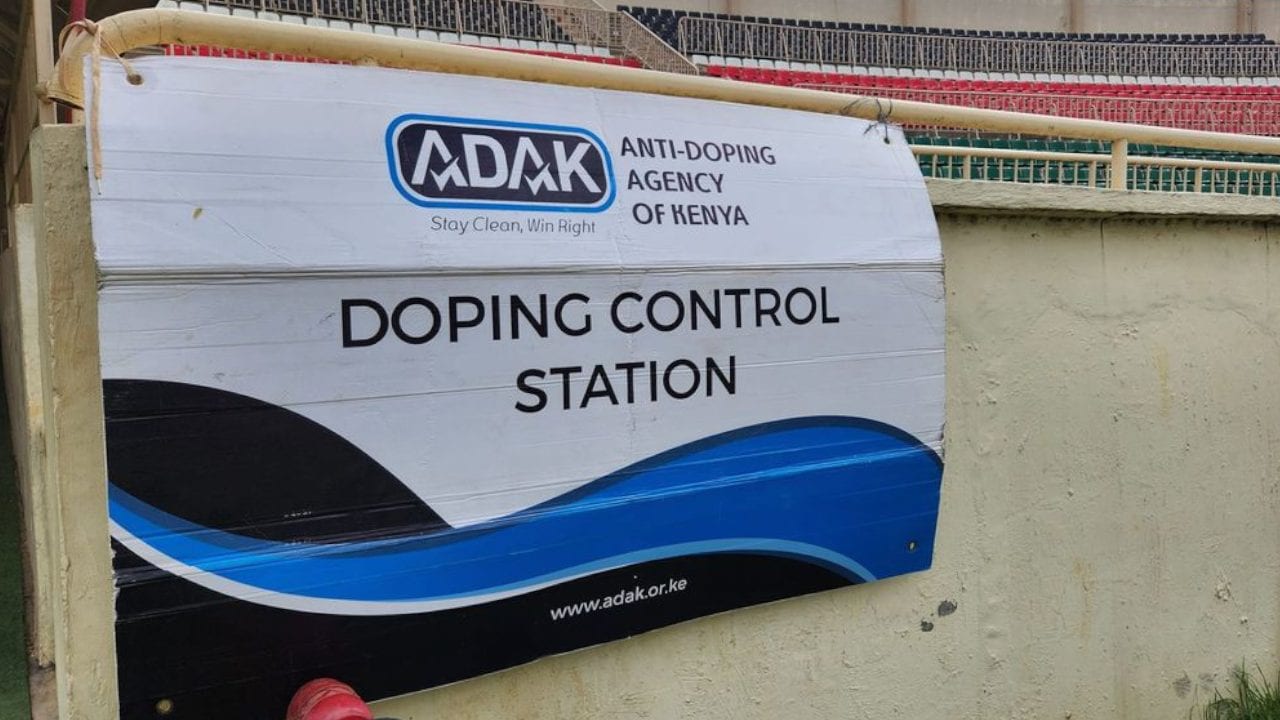 ADAK
Stay Clean, Win Right
ANTI-DOPING
AGENCY
OF KENYA
DOPING CONTROL
STATION
www.adak.or.ke